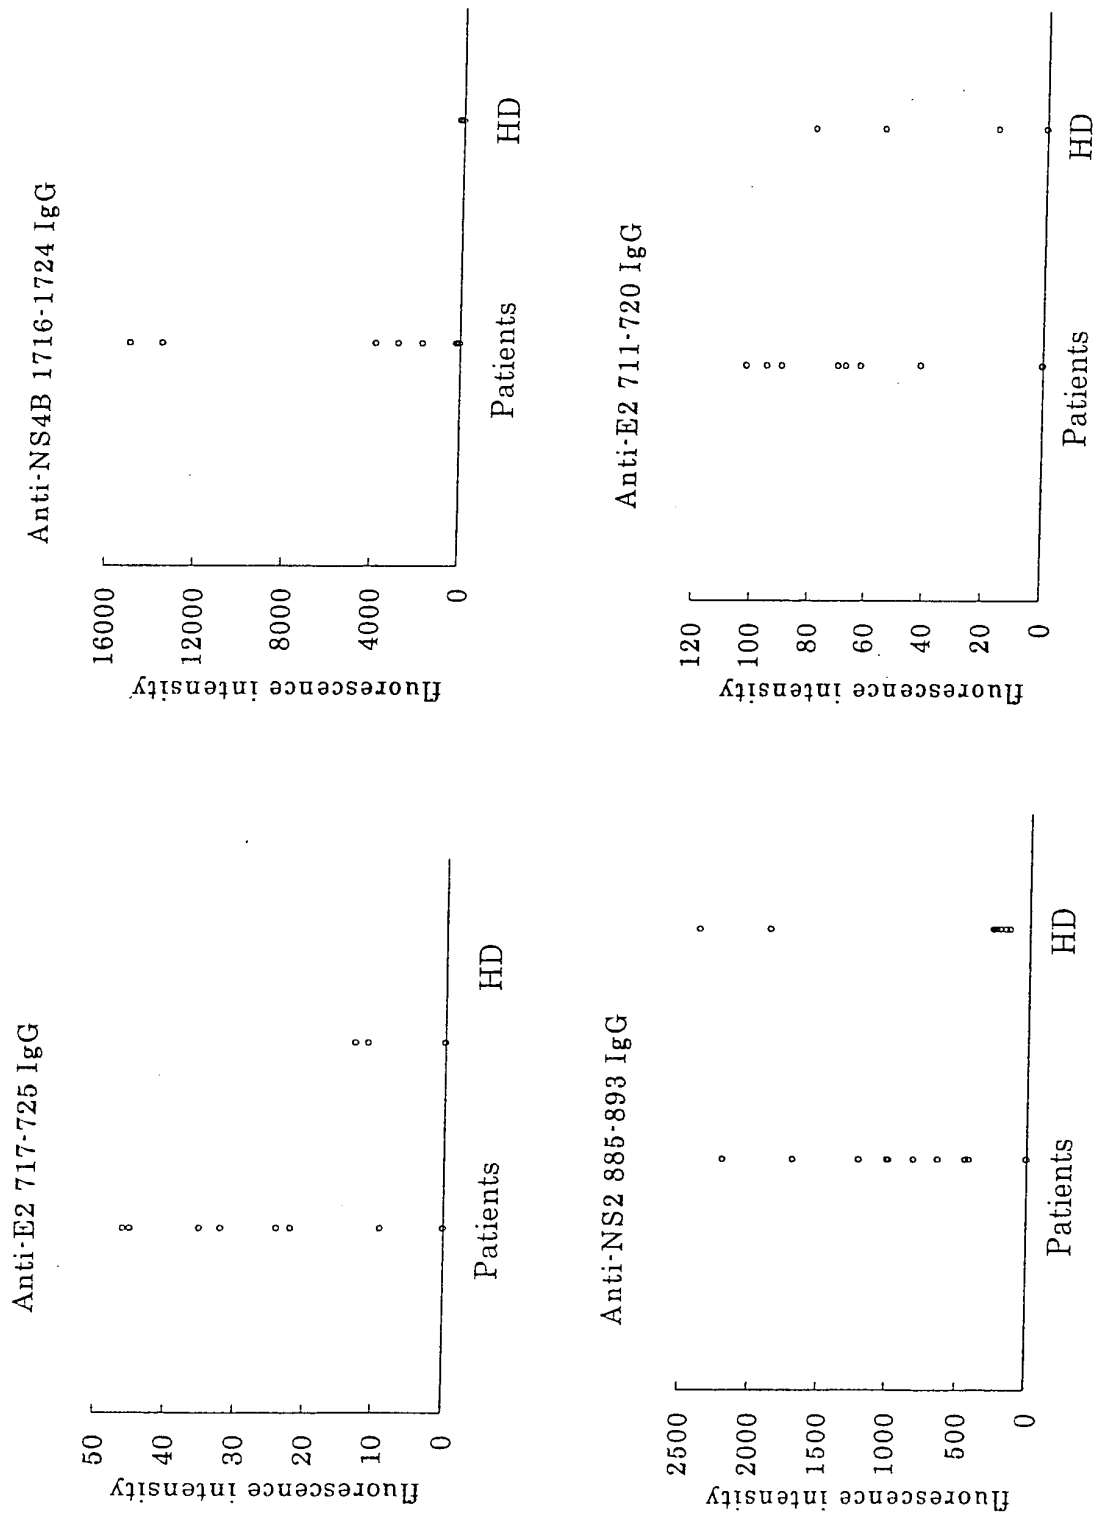 Anti-E2 717-725 IgG
fluorescence intensity
50
40
30
20
10
0
Patients
HD
Anti-NS4B 1716-1724 IgG
fluorescence intensity
16000
12000
8000
4000
0
Patients
HD
Anti-NS2 885-893 IgG
fluorescence intensity
2500
2000
1500
1000
500
0
Patients
HD
Anti-E2 711-720 IgG
fluorescence intensity
120
100
80
60
40
20
0
Patients
HD